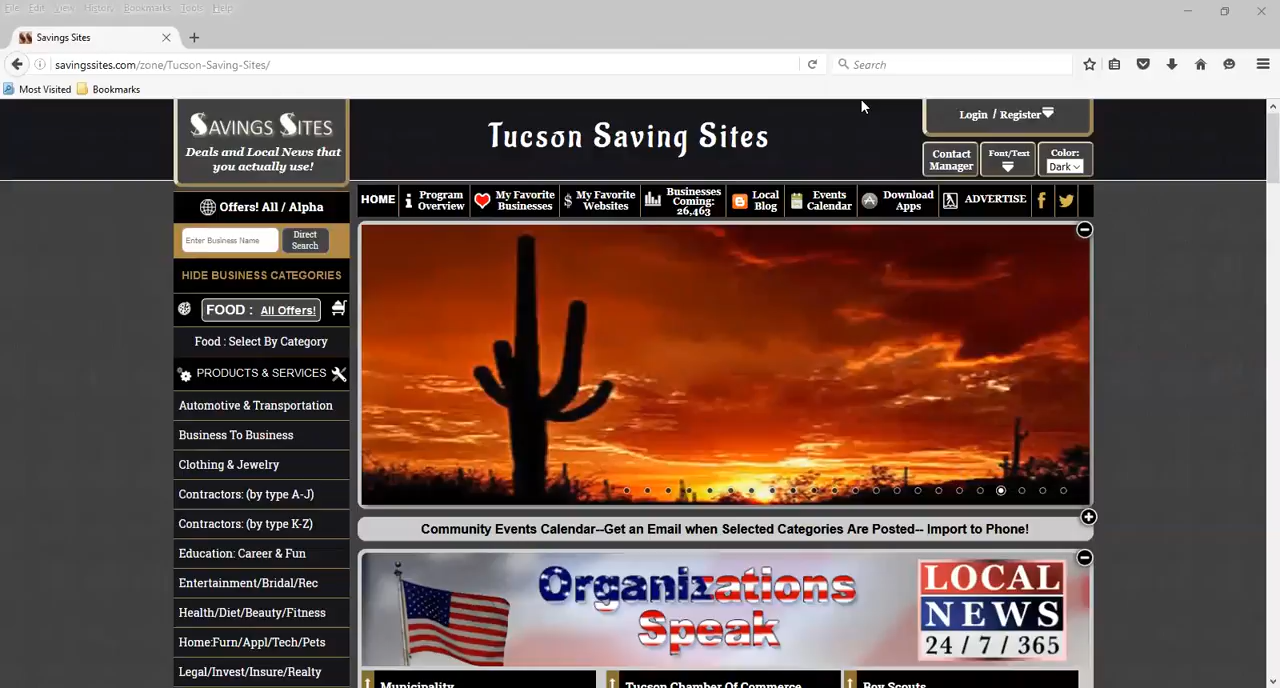 File Edit View History Bookmarks Tools Help
Savings Sites
savingssites.com/zone/Tucson-Saving-Sites/
Search
Most Visited
Bookmarks
SAVINGS SITES
Deals and Local News that
you actually use!
Tucson Saving Sites
Login / Register
Contact
Manager
Font/Text
Color:
Dark
HOME
Program
Overview
My Favorite
Businesses
My Favorite
Websites
Businesses
Coming:
26,463
Local
Blog
Events
Calendar
Download
Apps
ADVERTISE
Offers! All / Alpha
Enter Business Name
Direct
Search
HIDE BUSINESS CATEGORIES
FOOD : All Offers!
Food : Select By Category
PRODUCTS & SERVICES
Automotive & Transportation
Business To Business
Clothing & Jewelry
Contractors: (by type A-J)
Contractors: (by type K-Z)
Education: Career & Fun
Entertainment/Bridal/Rec
Health/Diet/Beauty/Fitness
Home:Furn/Appl/Tech/Pets
Legal/Invest/Insure/Realty
Community Events Calendar--Get an Email when Selected Categories Are Posted-- Import to Phone!
Organizations
Speak
LOCAL
NEWS
24 / 7 / 365
Municipality
Tucson Chamber Of Commerce
Boy Scouts